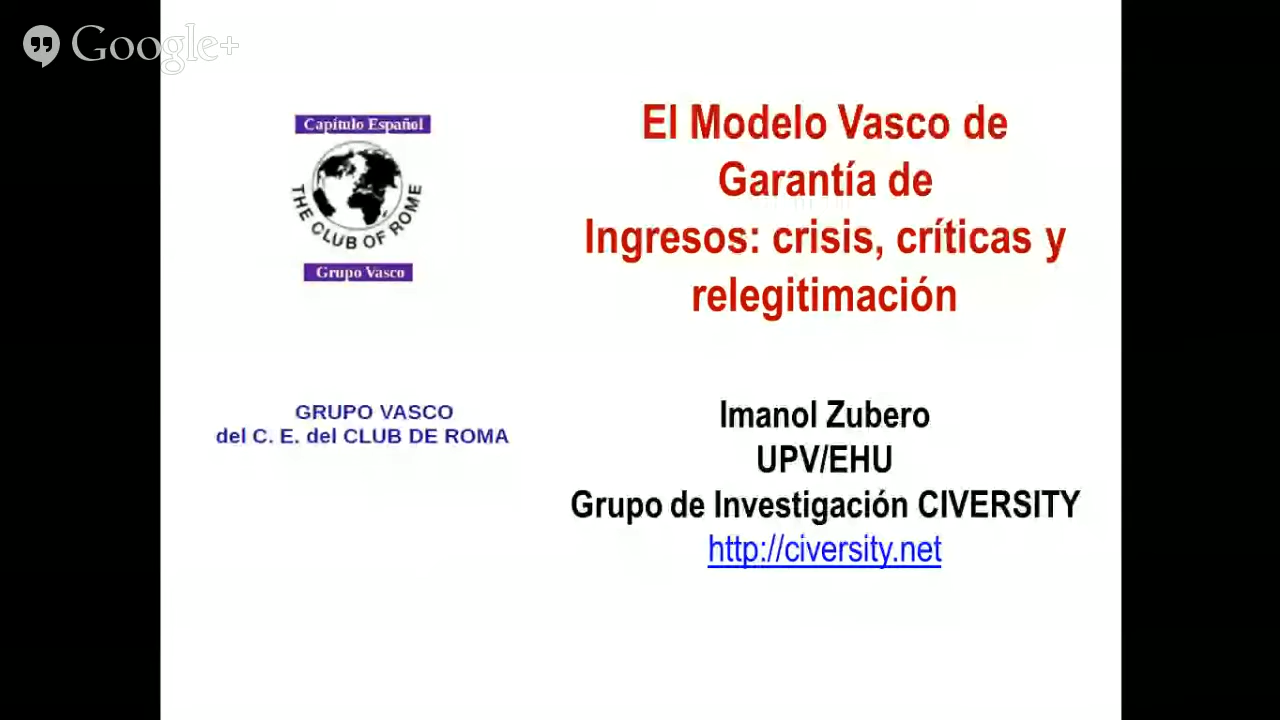 Google+
Capítulo Español
THE CLUB OF ROME
Grupo Vasco
GRUPO VASCO
del C. E. del CLUB DE ROMA
El Modelo Vasco de
Garantía de
Ingresos: crisis, críticas y
relegitimación
Imanol Zubero
UPV/EHU
Grupo de Investigación CIVERSITY
http://civersity.net